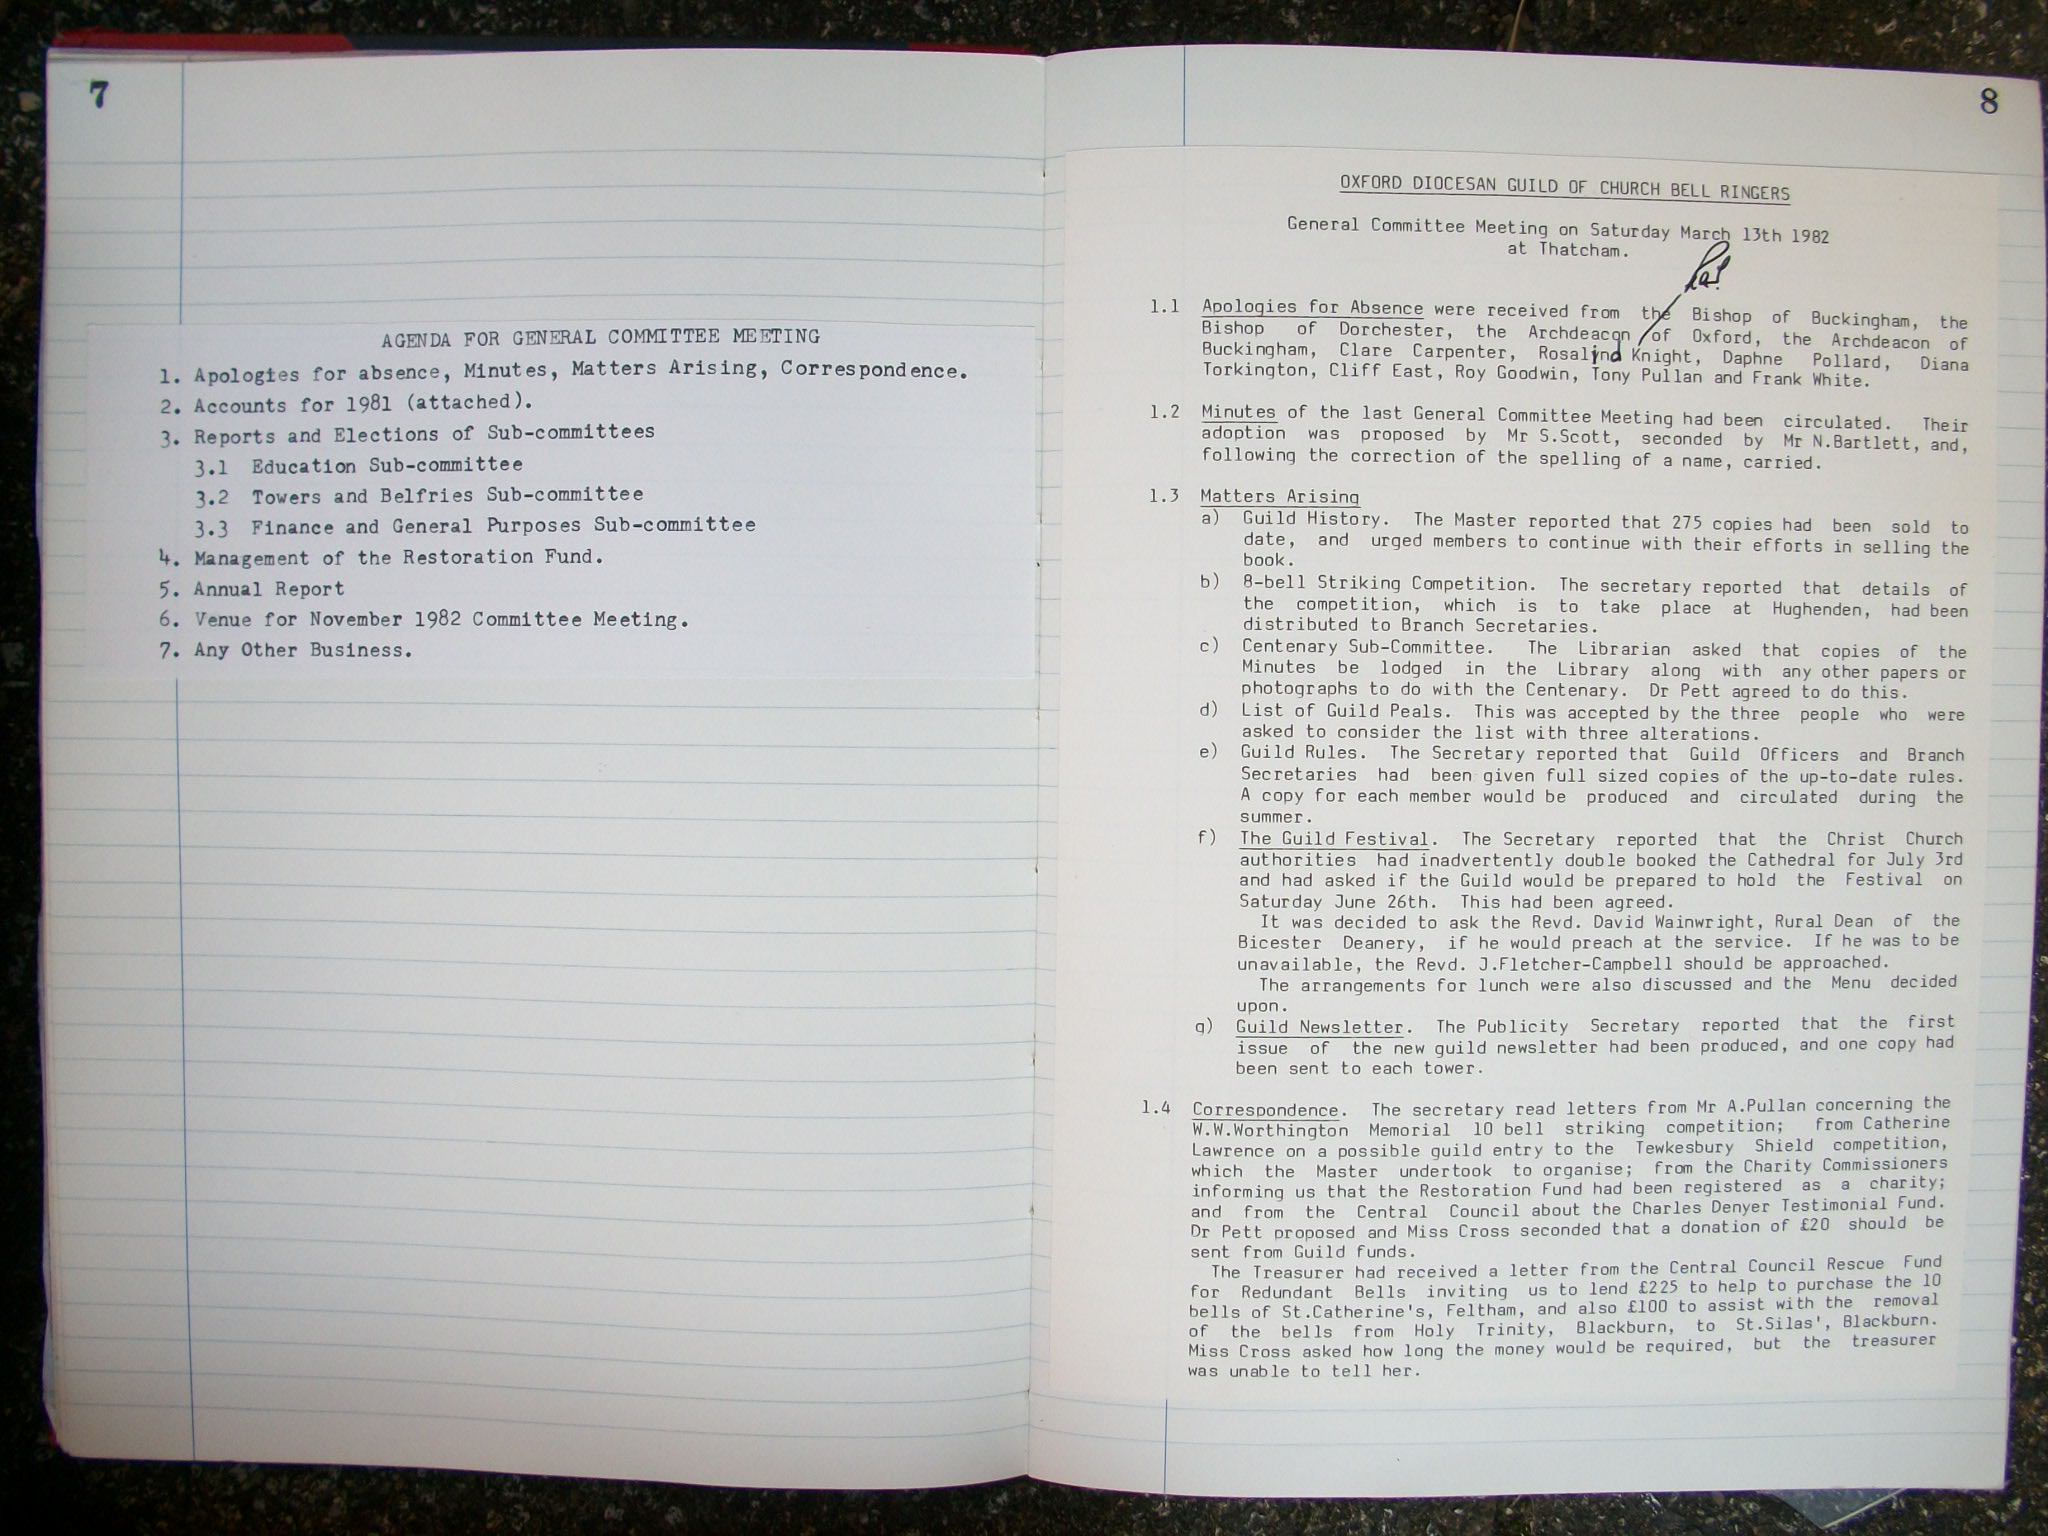 7
AGENDA FOR GENERAL COMMITTEE MEETING
1. Apologies for absence, Minutes, Matters Arising, Correspondence.
2. Accounts for 1981 (attached).
3. Reports and Elections of Sub-committees
3.1 Education Sub-committee
3.2 Towers and Belfries Sub-committee
3.3 Finance and General Purposes Sub-committee
4. Management of the Restoration Fund.
5. Annual Report
6. Venue for November 1982 Committee Meeting.
7. Any Other Business.
8
OXFORD DIOCESAN GUILD OF CHURCH BELL RINGERS
General Committee Meeting on Saturday March 13th 1982
at Thatcham.
1.1 Apologies for Absence were received from the Bishop of Buckingham, the
Bishop of Dorchester, the Archdeacon of Oxford, the Archdeacon of
Buckingham, Clare Carpenter, Rosalind Knight, Daphne Pollard, Diana
Torkington, Cliff East, Roy Goodwin, Tony Pullan and Frank White.
1.2 Minutes of the last General Committee Meeting had been circulated. Their
adoption was proposed by Mr S.Scott, seconded by Mr N.Bartlett, and,
following the correction of the spelling of a name, carried.
1.3 Matters Arising
a) Guild History. The Master reported that 275 copies had been sold to
date, and urged members to continue with their efforts in selling the
book.
b) 8-bell Striking Competition. The secretary reported that details of
the competition, which is to take place at Hughenden, had been
distributed to Branch Secretaries.
c) Centenary Sub-Committee. The Librarian asked that copies of the
Minutes be lodged in the Library along with any other papers or
photographs to do with the Centenary. Dr Pett agreed to do this.
d) List of Guild Peals. This was accepted by the three people who were
asked to consider the list with three alterations.
e) Guild Rules. The Secretary reported that Guild Officers and Branch
Secretaries had been given full sized copies of the up-to-date rules.
A copy for each member would be produced and circulated during the
summer.
f) The Guild Festival. The Secretary reported that the Christ Church
authorities had inadvertently double booked the Cathedral for July 3rd
and had asked if the Guild would be prepared to hold the Festival on
Saturday June 26th. This had been agreed.
It was decided to ask the Revd. David Wainwright, Rural Dean of the
Bicester Deanery, if he would preach at the service. If he was to be
unavailable, the Revd. J.Fletcher-Campbell should be approached.
The arrangements for lunch were also discussed and the Menu decided
upon.
g) Guild Newsletter. The Publicity Secretary reported that the first
issue of the new guild newsletter had been produced, and one copy had
been sent to each tower.
1.4 Correspondence. The secretary read letters from Mr A.Pullan concerning the
W.W.Worthington Memorial 10 bell striking competition; from Catherine
Lawrence on a possible guild entry to the Tewkesbury Shield competition,
which the Master undertook to organise; from the Charity Commissioners
informing us that the Restoration Fund had been registered as a charity;
and from the Central Council about the Charles Denyer Testimonial Fund.
Dr Pett proposed and Miss Cross seconded that a donation of £20 should be
sent from Guild funds.
The Treasurer had received a letter from the Central Council Rescue Fund
for Redundant Bells inviting us to lend £225 to help to purchase the 10
bells of St.Catherine's, Feltham, and also £100 to assist with the removal
of the bells from Holy Trinity, Blackburn, to St.Silas', Blackburn.
Miss Cross asked how long the money would be required, but the treasurer
was unable to tell her.